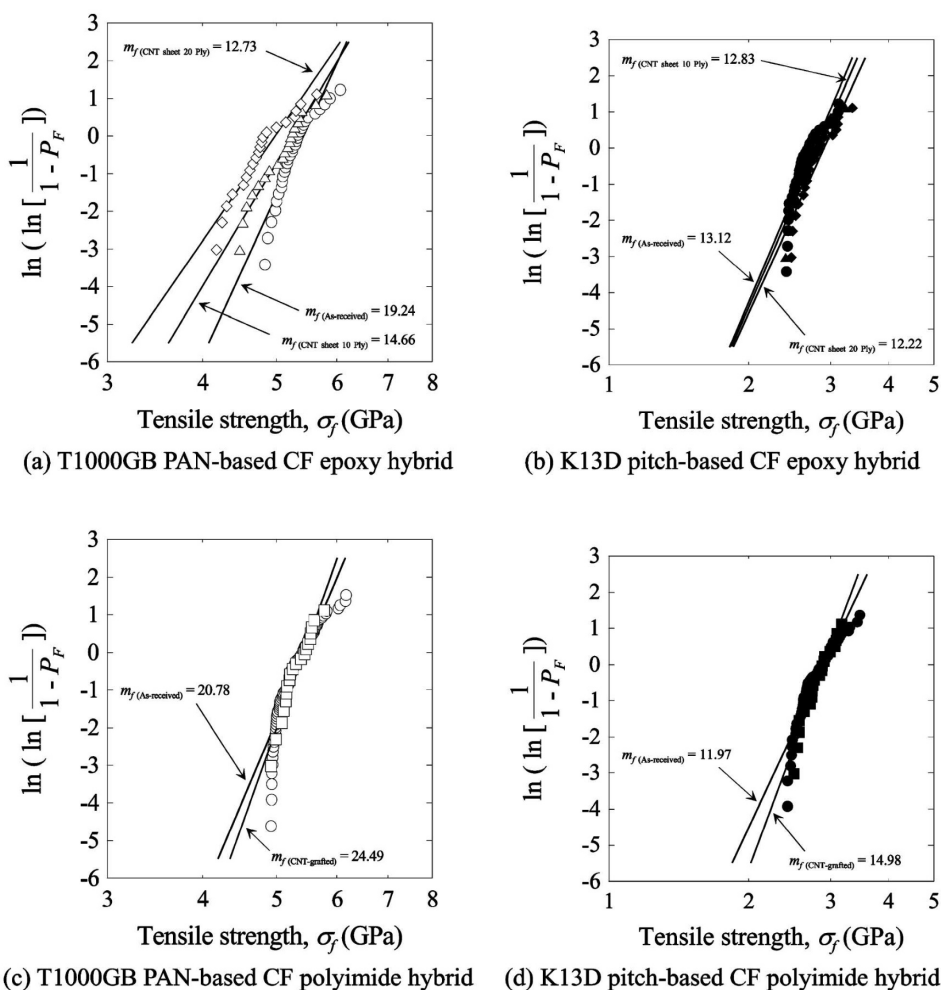 3
2
1
0
-1
-2
-3
-4
-5
-6
ln ( ln [ 1 / 1 - P_F ])
m_f (CNT sheet 20 Ply) = 12.73
m_f (As-received) = 19.24
m_f (CNT sheet 10 Ply) = 14.66
3 4 5 6 7 8
Tensile strength, σ_f (GPa)
(a) T1000GB PAN-based CF epoxy hybrid
3
2
1
0
-1
-2
-3
-4
-5
-6
ln ( ln [ 1 / 1 - P_F ])
m_f (CNT sheet 10 Ply) = 12.83
m_f (As-received) = 13.12
m_f (CNT sheet 20 Ply) = 12.22
1 2 3 4 5
Tensile strength, σ_f (GPa)
(b) K13D pitch-based CF epoxy hybrid
3
2
1
0
-1
-2
-3
-4
-5
-6
ln ( ln [ 1 / 1 - P_F ])
m_f (As-received) = 20.78
m_f (CNT-grafted) = 24.49
3 4 5 6 7 8
Tensile strength, σ_f (GPa)
(c) T1000GB PAN-based CF polyimide hybrid
3
2
1
0
-1
-2
-3
-4
-5
-6
ln ( ln [ 1 / 1 - P_F ])
m_f (As-received) = 11.97
m_f (CNT-grafted) = 14.98
1 2 3 4 5
Tensile strength, σ_f (GPa)
(d) K13D pitch-based CF polyimide hybrid